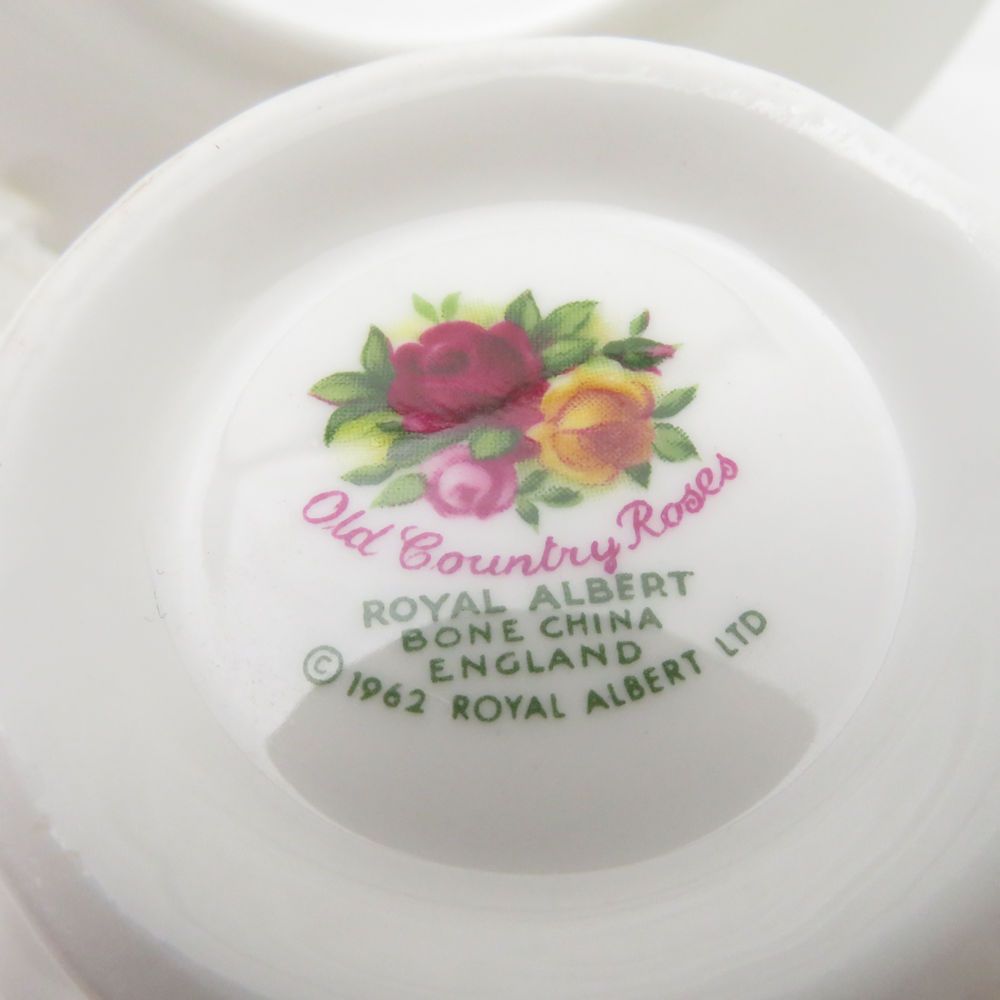 Old Country Roses
ROYAL ALBERT
BONE CHINA
ENGLAND
© 1962 ROYAL ALBERT LTD